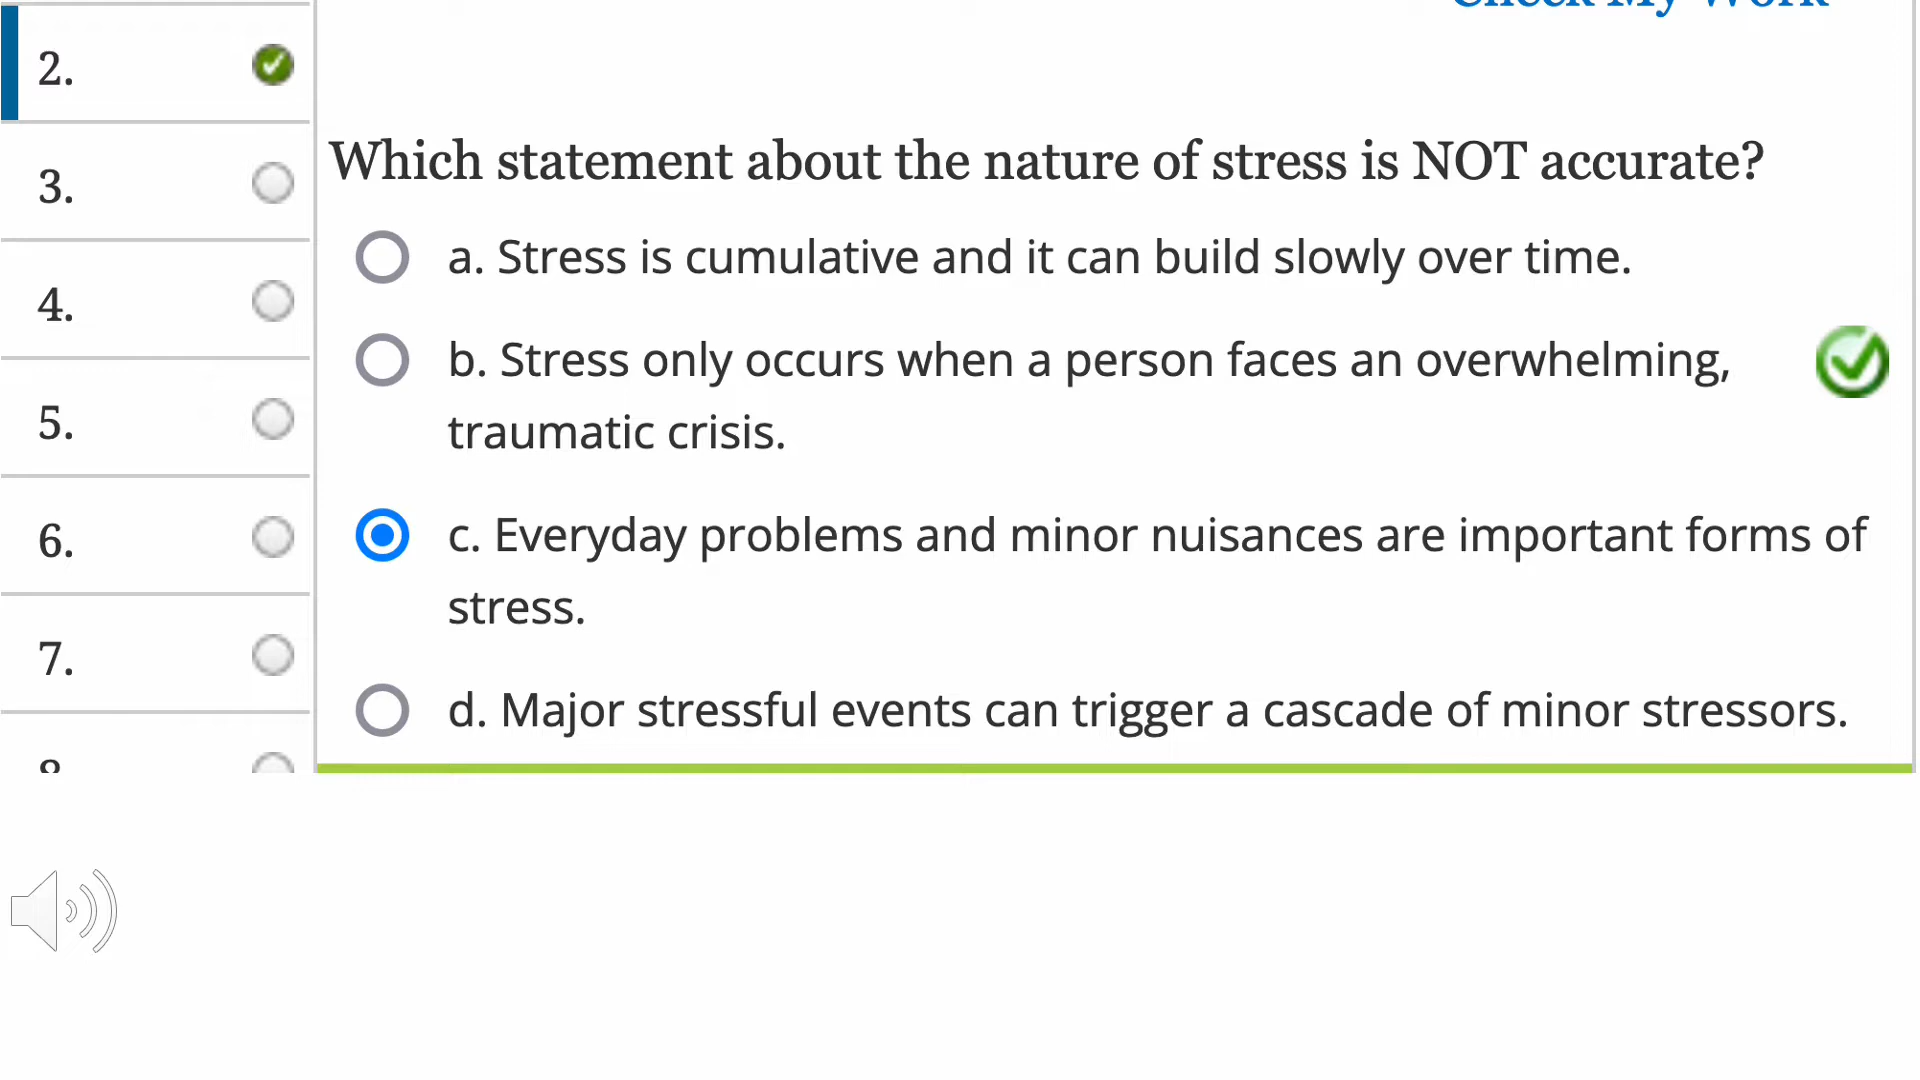 2.
3.
4.
5.
6.
7.
Which statement about the nature of stress is NOT accurate?
a. Stress is cumulative and it can build slowly over time.
b. Stress only occurs when a person faces an overwhelming,
traumatic crisis.
c. Everyday problems and minor nuisances are important forms of
stress.
d. Major stressful events can trigger a cascade of minor stressors.